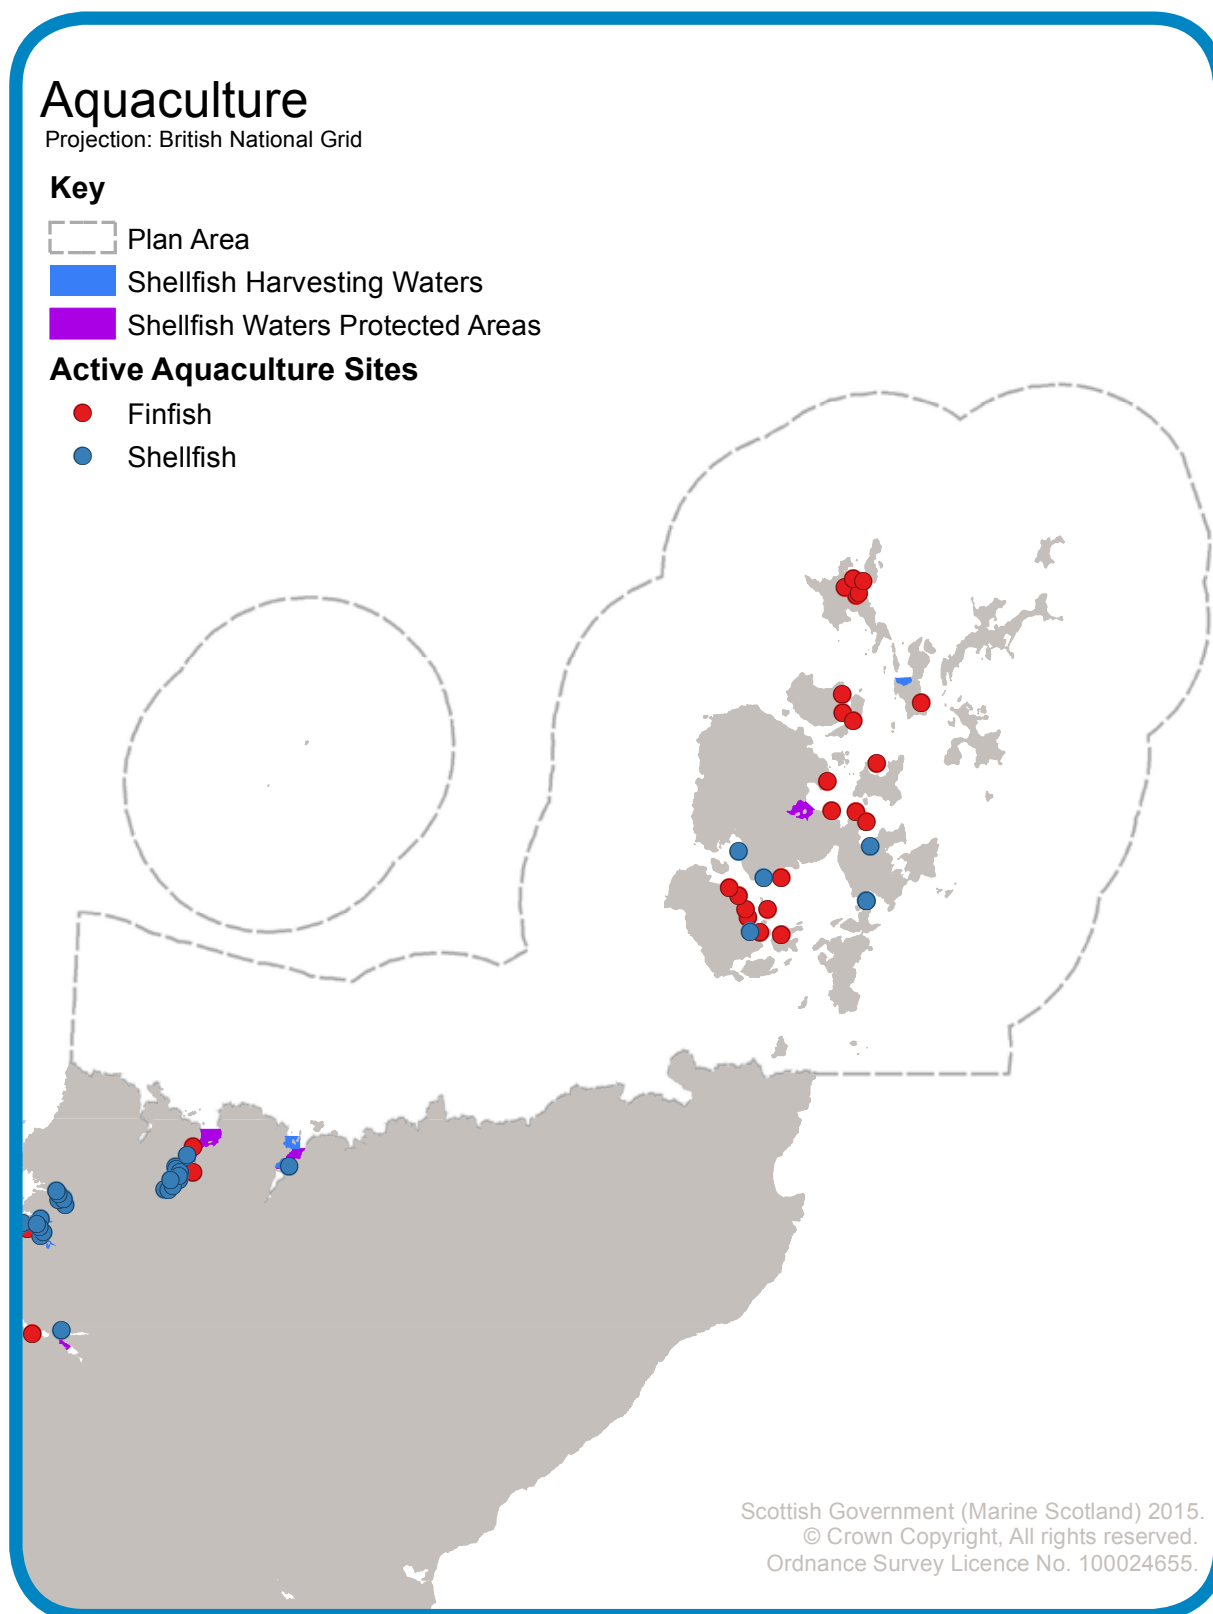 Aquaculture
Projection: British National Grid
Key
Plan Area
Shellfish Harvesting Waters
Shellfish Waters Protected Areas
Active Aquaculture Sites
Finfish
Shellfish
Scottish Government (Marine Scotland) 2015.
© Crown Copyright, All rights reserved.
Ordnance Survey Licence No. 100024655.